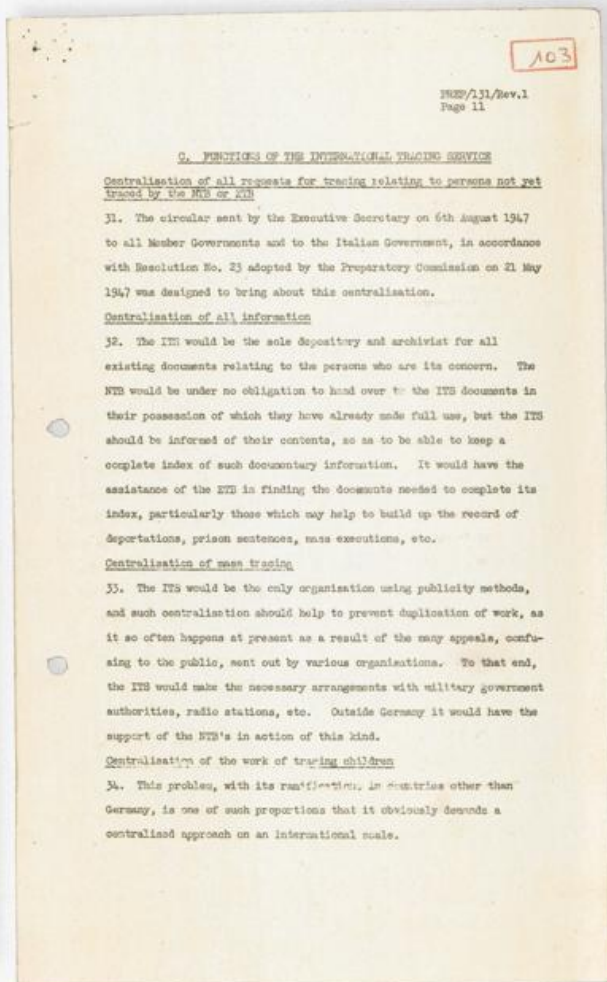 103
PREP/131/Rev.1
Page 11
C. FUNCTIONS OF THE INTERNATIONAL TRACING SERVICE
Centralisation of all requests for tracing relating to persons not yet
traced by the NTB or ZTB
31. The circular sent by the Executive Secretary on 6th August 1947
to all Member Governments and to the Italian Government, in accordance
with Resolution No. 23 adopted by the Preparatory Commission on 21 May
1947 was designed to bring about this centralisation.
Centralisation of all information
32. The ITS would be the sole depository and archivist for all
existing documents relating to the persons who are its concern. The
NTB would be under no obligation to hand over to the ITS documents in
their possession of which they have already made full use, but the ITS
should be informed of their contents, so as to be able to keep a
complete index of such documentary information. It would have the
assistance of the ZTB in finding the documents needed to complete its
index, particularly those which may help to build up the record of
deportations, prison sentences, mass executions, etc.
Centralisation of mass tracing
33. The ITS would be the only organisation using publicity methods,
and such centralisation should help to prevent duplication of work, as
it so often happens at present as a result of the many appeals, confu-
sing to the public, sent out by various organisations. To that end,
the ITS would make the necessary arrangements with military government
authorities, radio stations, etc. Outside Germany it would have the
support of the NTB's in action of this kind.
Centralisation of the work of tracing children
34. This problem, with its ramification, in countries other than
Germany, is one of such proportions that it obviously demands a
centralised approach on an international scale.